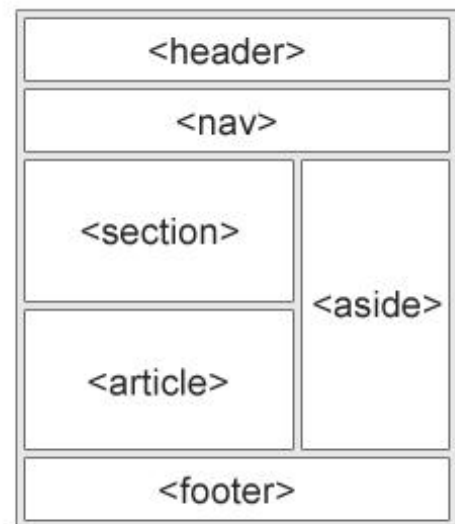 <header>
<nav>
<section>
<aside>
<article>
<footer>